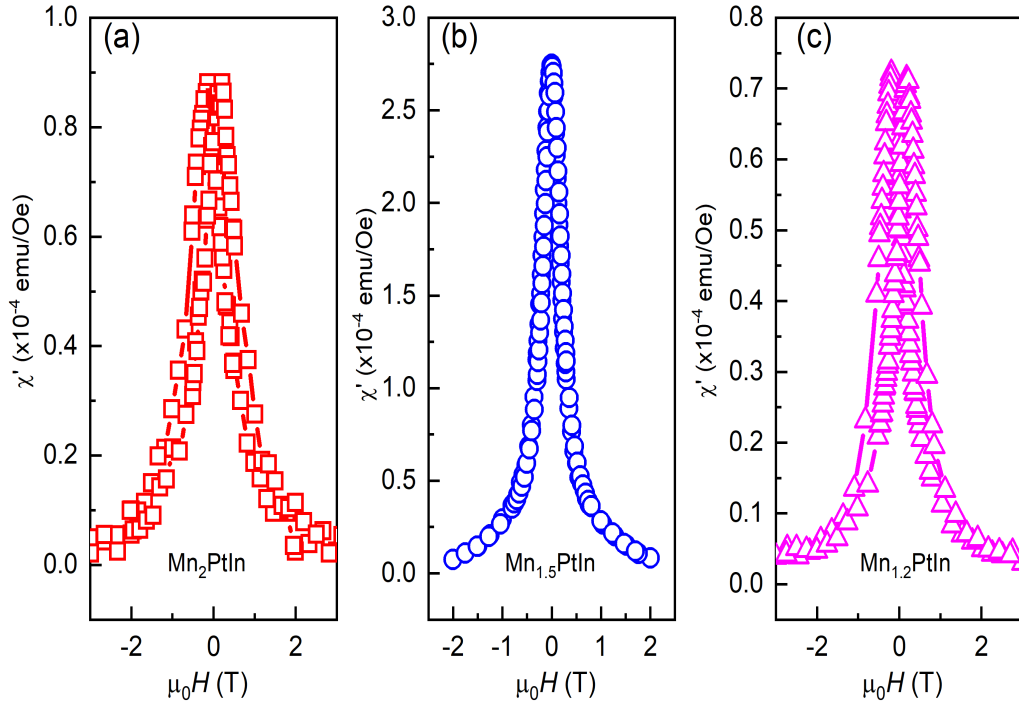 (a)
1.0
0.8
0.6
0.4
0.2
0.0
χ' (x10⁻⁴ emu/Oe)
Mn₂PtIn
-2 0 2
μ₀H (T)
(b)
3.0
2.5
2.0
1.5
1.0
0.5
0.0
χ' (x10⁻⁴ emu/Oe)
Mn₁.₅PtIn
-2 -1 0 1 2
μ₀H (T)
(c)
0.8
0.7
0.6
0.5
0.4
0.3
0.2
0.1
0.0
χ' (x10⁻⁴ emu/Oe)
Mn₁.₂PtIn
-2 0 2
μ₀H (T)